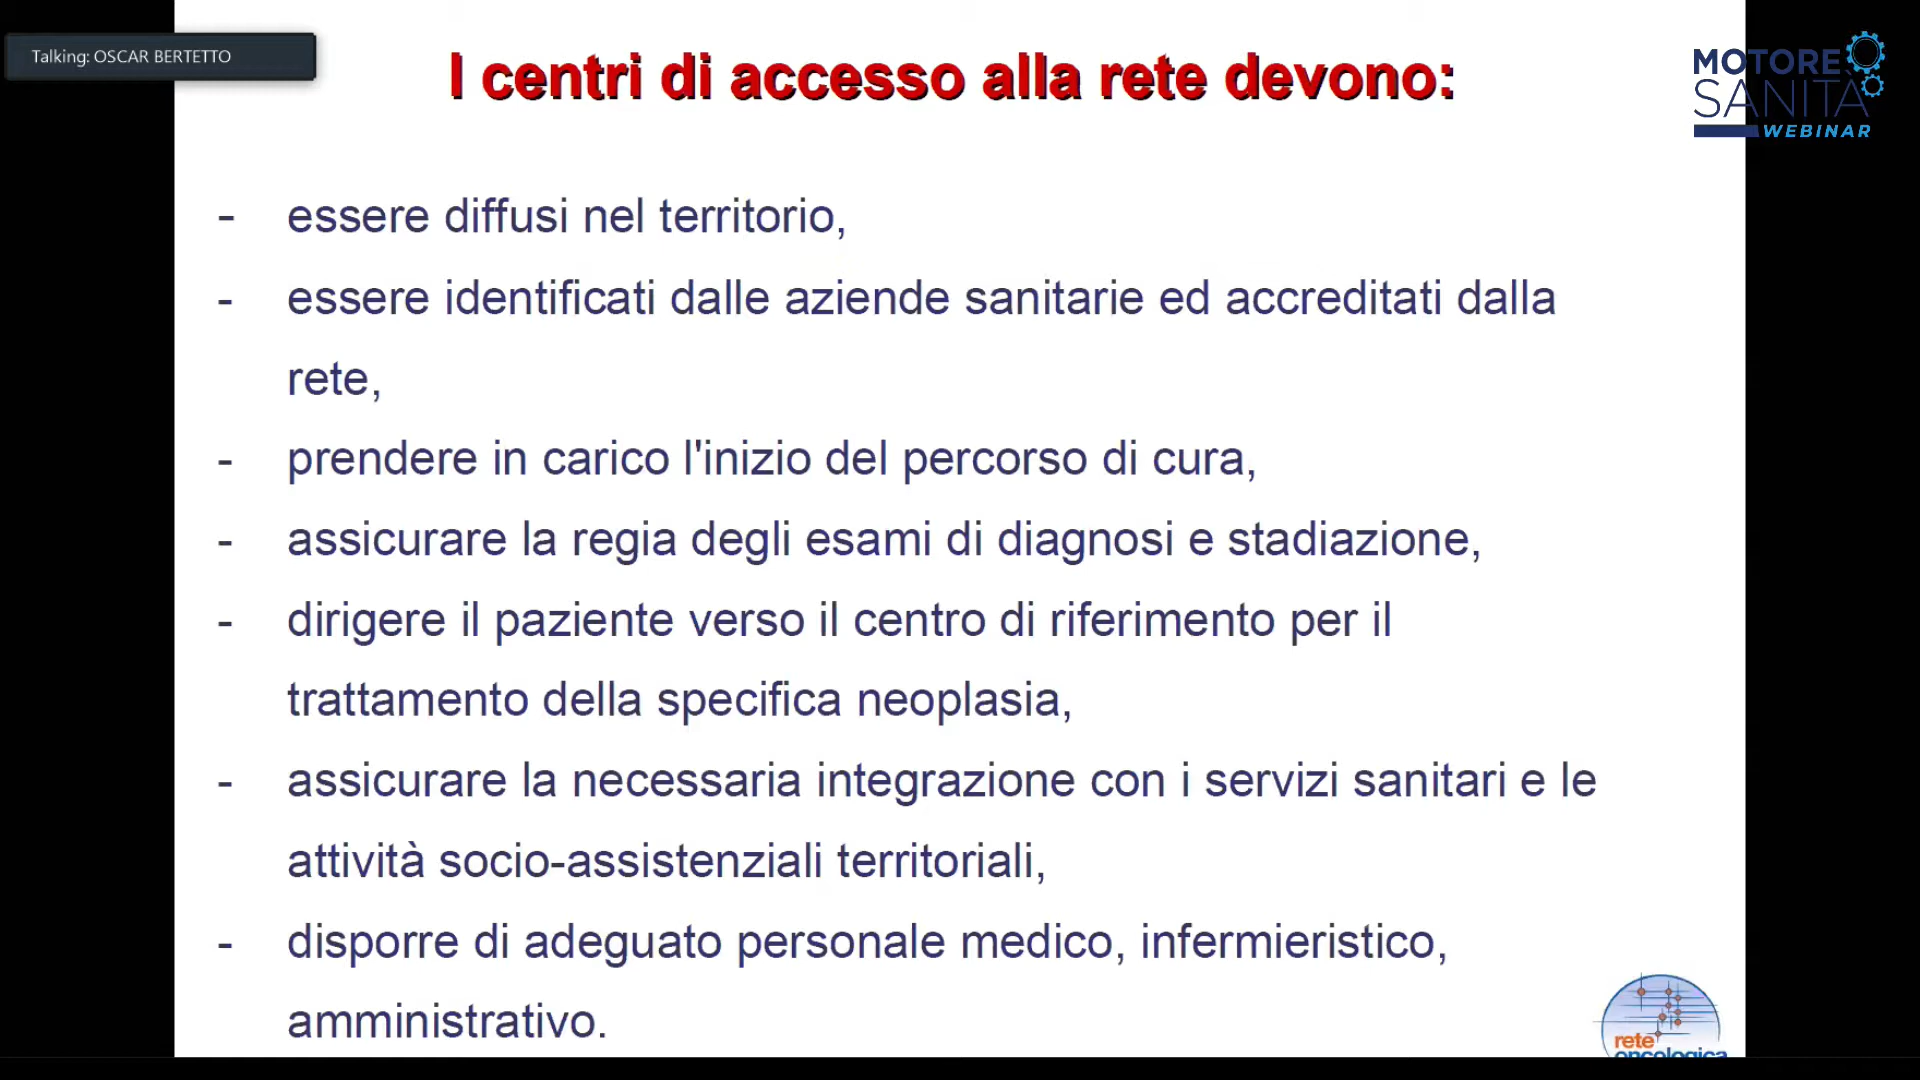 Talking: OSCAR BERTETTO
I centri di accesso alla rete devono:
MOTORE
SANITÀ
WEBINAR
- essere diffusi nel territorio,
- essere identificati dalle aziende sanitarie ed accreditati dalla
rete,
- prendere in carico l'inizio del percorso di cura,
- assicurare la regia degli esami di diagnosi e stadiazione,
- dirigere il paziente verso il centro di riferimento per il
trattamento della specifica neoplasia,
- assicurare la necessaria integrazione con i servizi sanitari e le
attività socio-assistenziali territoriali,
- disporre di adeguato personale medico, infermieristico,
amministrativo.
rete
oncologica